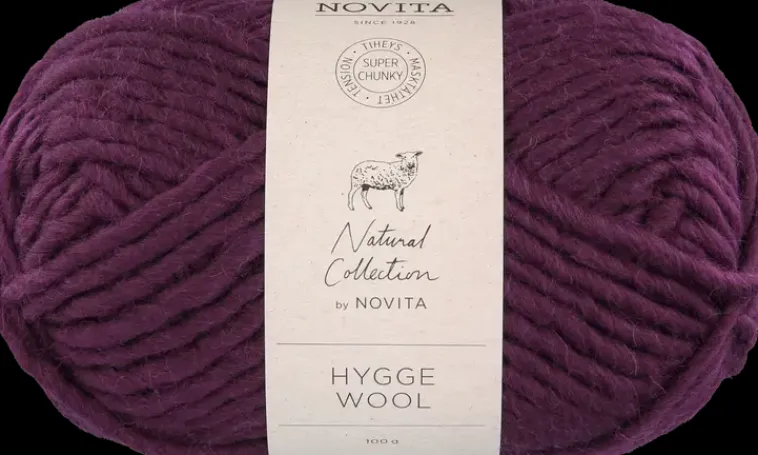 NOVITA
SINCE 1928
TIHEYS · MASKTÄTHET · TENSION ·
SUPER
CHUNKY
Natural
Collection
by NOVITA
HYGGE
WOOL
100 g